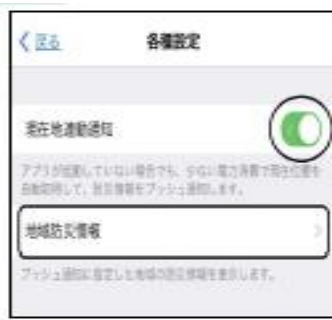 戻る 各種設定
現在地連動通知
アプリが起動していない場合でも、少ない電力消費で現在位置を
自動取得して、防災情報をプッシュ通知します。
地域防災情報
プッシュ通知に指定した地域の防災情報を表示します。